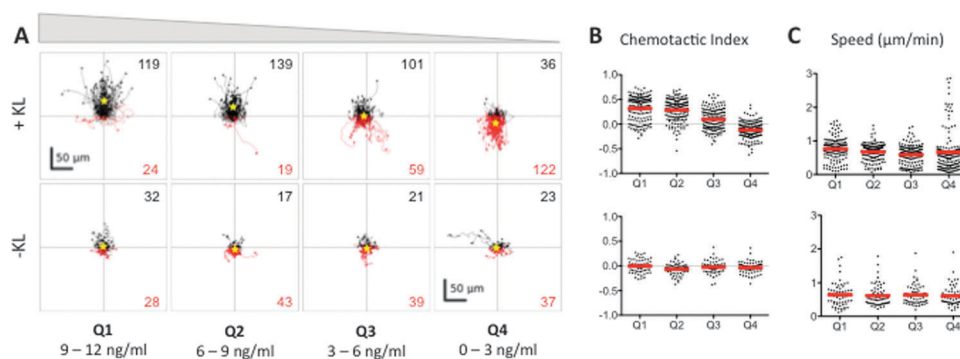 A
B Chemotactic Index
C Speed (µm/min)
+ KL
119
24
50 µm
139
19
101
59
36
122
-KL
32
28
17
43
21
39
23
37
50 µm
Q1
9 – 12 ng/ml
Q2
6 – 9 ng/ml
Q3
3 – 6 ng/ml
Q4
0 – 3 ng/ml
1.0
0.5
0.0
-0.5
-1.0
Q1 Q2 Q3 Q4
3
2
1
0
Q1 Q2 Q3 Q4
1.0
0.5
0.0
-0.5
-1.0
Q1 Q2 Q3 Q4
3
2
1
0
Q1 Q2 Q3 Q4